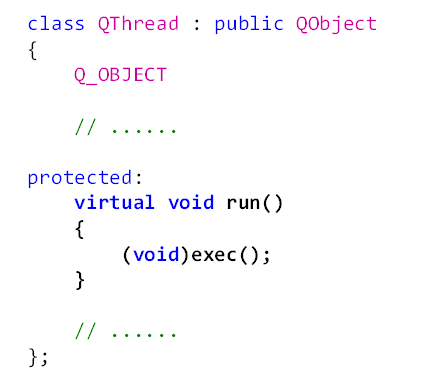 class QThread : public QObject
{
    Q_OBJECT
    // ......
protected:
    virtual void run()
    {
        (void)exec();
    }
    // ......
};